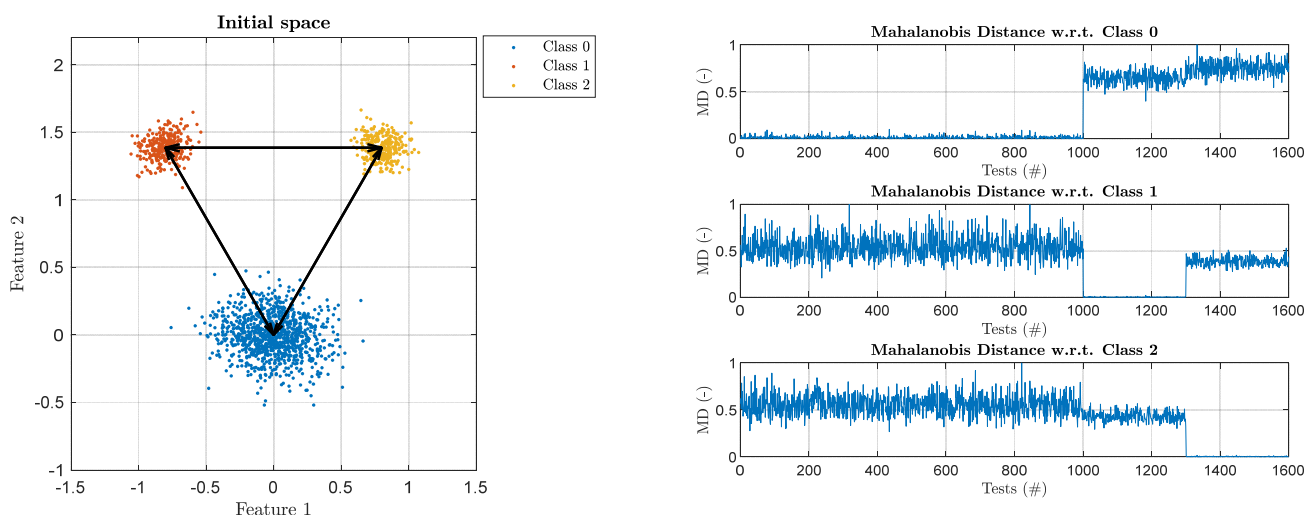 Initial space
Class 0
Class 1
Class 2
2
1.5
1
0.5
0
-0.5
-1
-1.5
-1
-0.5
0
0.5
1
1.5
Feature 1
Feature 2
Mahalanobis Distance w.r.t. Class 0
MD (-)
1
0.5
0
0 200 400 600 800 1000 1200 1400 1600
Tests (#)
Mahalanobis Distance w.r.t. Class 1
MD (-)
1
0.5
0
0 200 400 600 800 1000 1200 1400 1600
Tests (#)
Mahalanobis Distance w.r.t. Class 2
MD (-)
1
0.5
0
0 200 400 600 800 1000 1200 1400 1600
Tests (#)